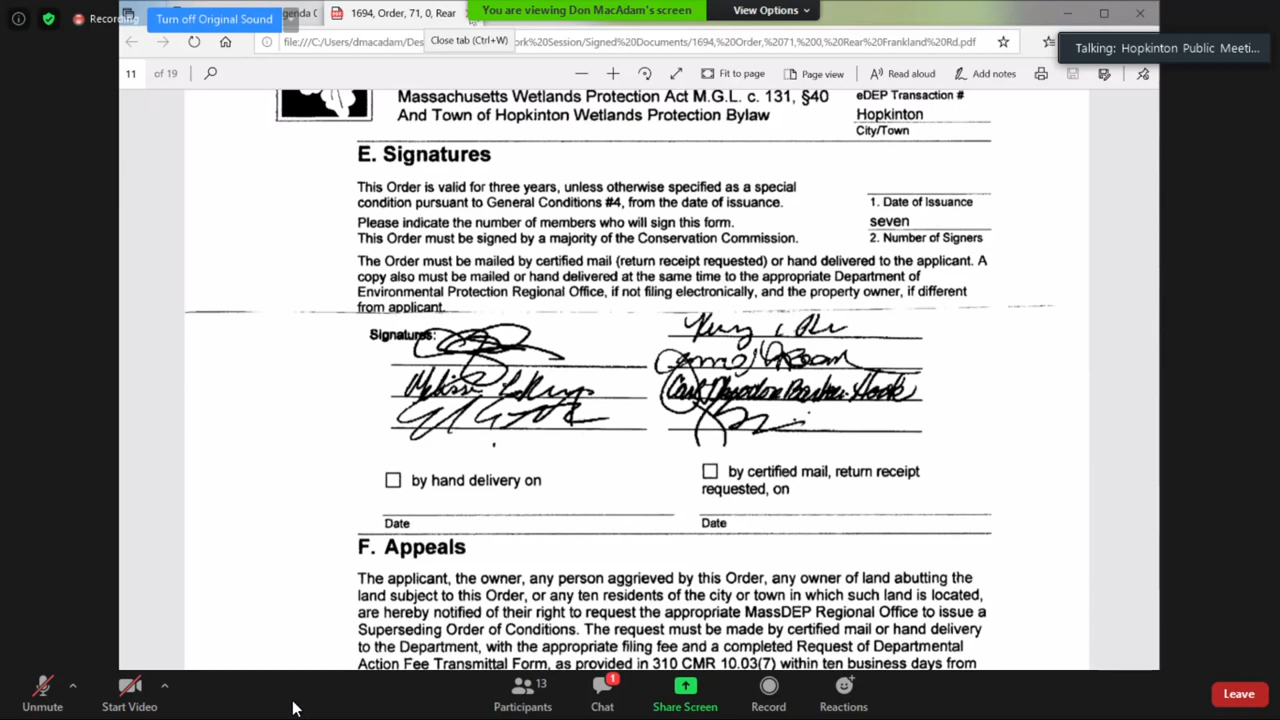 Recording
Turn off Original Sound
genda
1694, Order, 71, 0, Rear
You are viewing Don MacAdam's screen
View Options
file:///C:/Users/dmacadam/Des
Close tab (Ctrl+W)
ork%20Session/Signed%20Documents/1694,%20Order,%2071,%200,%20Rear%20Frankland%20Rd.pdf
Talking: Hopkinton Public Meeti...
11 of 19
Fit to page
Page view
Read aloud
Add notes
Massachusetts Wetlands Protection Act M.G.L. c. 131, §40
eDEP Transaction #
And Town of Hopkinton Wetlands Protection Bylaw
Hopkinton
City/Town
E. Signatures
This Order is valid for three years, unless otherwise specified as a special
condition pursuant to General Conditions #4, from the date of issuance.
1. Date of Issuance
Please indicate the number of members who will sign this form.
seven
This Order must be signed by a majority of the Conservation Commission.
2. Number of Signers
The Order must be mailed by certified mail (return receipt requested) or hand delivered to the applicant. A
copy also must be mailed or hand delivered at the same time to the appropriate Department of
Environmental Protection Regional Office, if not filing electronically, and the property owner, if different
from applicant.
Signatures:
by hand delivery on
by certified mail, return receipt
requested, on
Date
Date
F. Appeals
The applicant, the owner, any person aggrieved by this Order, any owner of land abutting the
land subject to this Order, or any ten residents of the city or town in which such land is located,
are hereby notified of their right to request the appropriate MassDEP Regional Office to issue a
Superseding Order of Conditions. The request must be made by certified mail or hand delivery
to the Department, with the appropriate filing fee and a completed Request of Departmental
Action Fee Transmittal Form, as provided in 310 CMR 10.03(7) within ten business days from
Unmute
Start Video
13
Participants
1
Chat
Share Screen
Record
Reactions
Leave